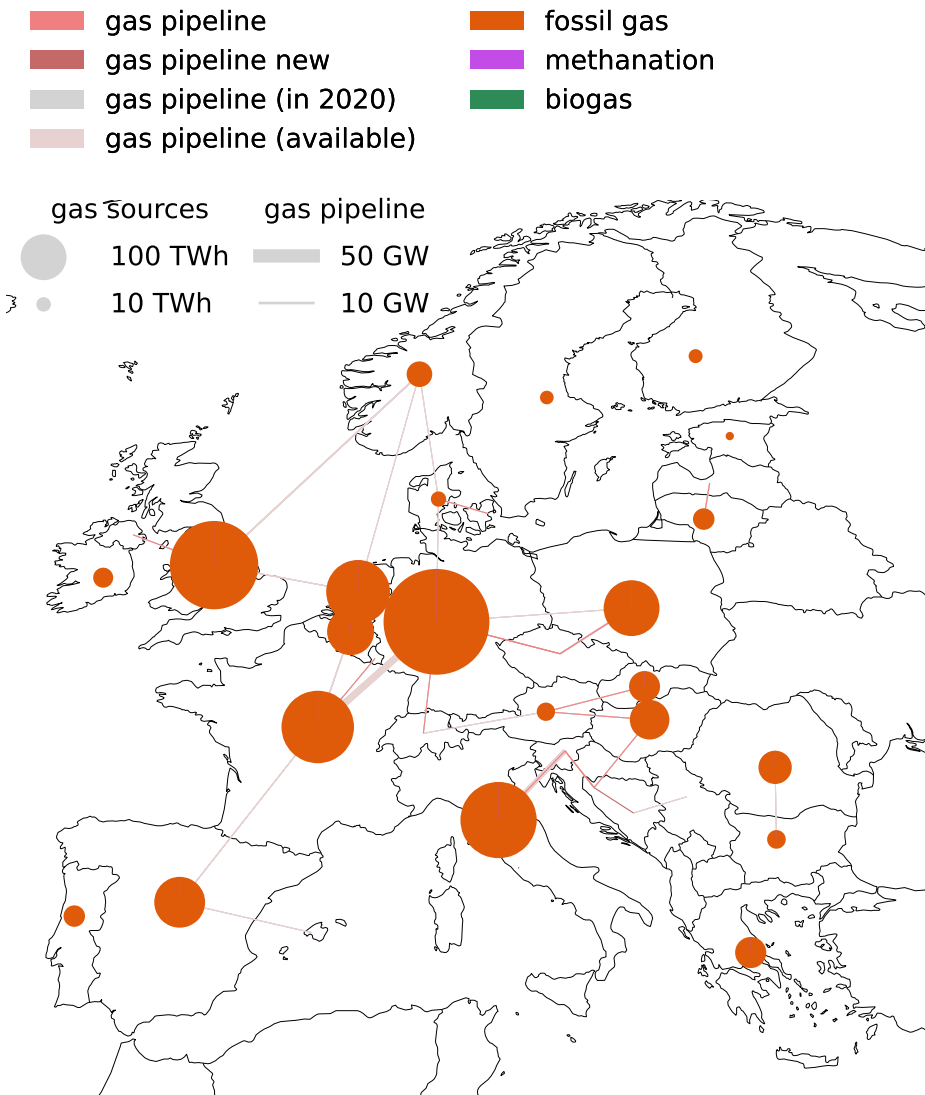 gas pipeline
gas pipeline new
gas pipeline (in 2020)
gas pipeline (available)
fossil gas
methanation
biogas
gas sources
100 TWh
10 TWh
gas pipeline
50 GW
10 GW